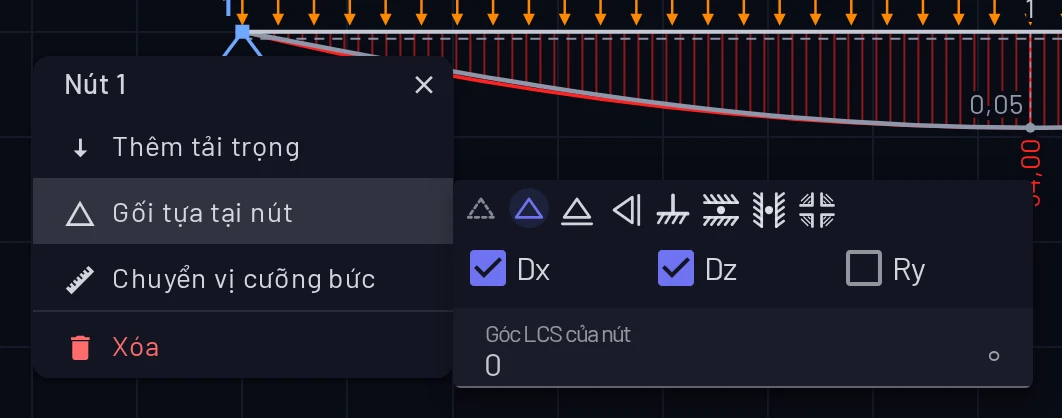 1
1
Nút 1
0,05
Thêm tải trọng
Gối tựa tại nút
Dx
Dz
Ry
Chuyển vị cưỡng bức
Góc LCS của nút
0
°
Xóa